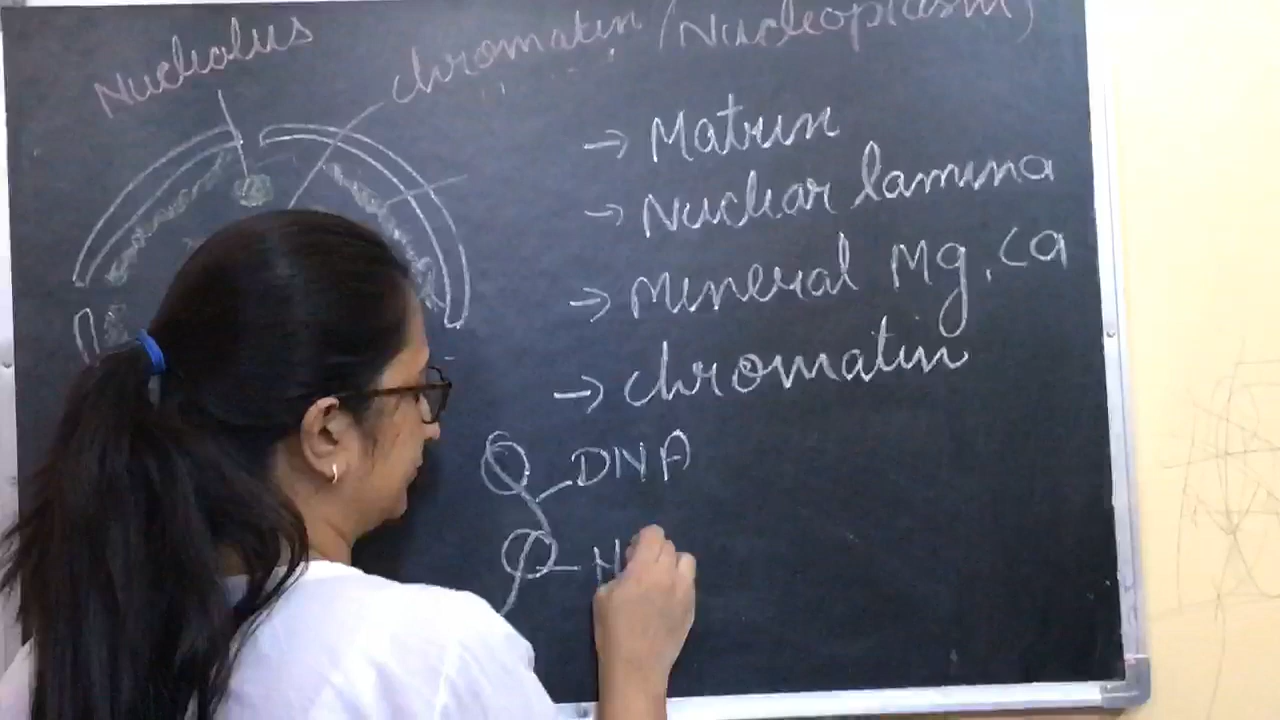 Nucleolus
chromatin (Nucleoplasm)
→ Matrix
→ Nuclear lamina
→ Mineral Mg, Ca
→ chromatin
DNA
H